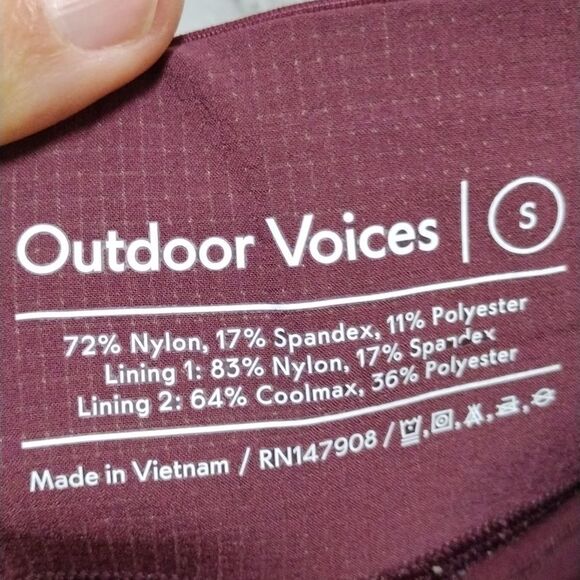 Outdoor Voices | S
72% Nylon, 17% Spandex, 11% Polyester
Lining 1: 83% Nylon, 17% Spandex
Lining 2: 64% Coolmax, 36% Polyester
Made in Vietnam / RN147908 /